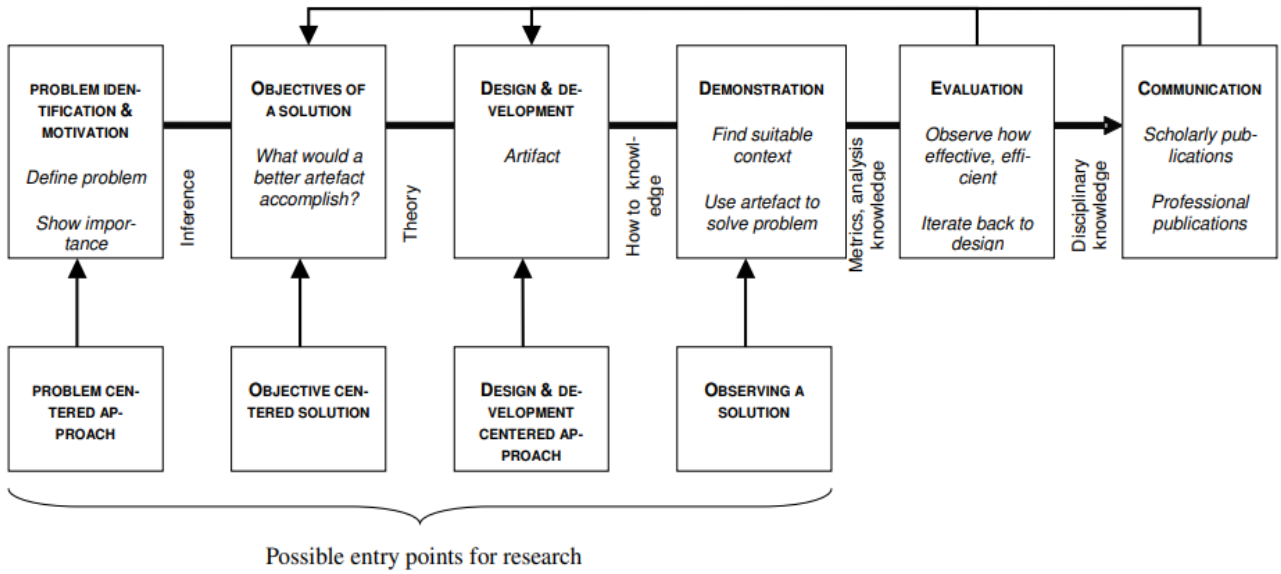 PROBLEM IDEN-
TIFICATION &
MOTIVATION
Define problem
Show impor-
tance
Inference
OBJECTIVES OF
A SOLUTION
What would a
better artefact
accomplish?
Theory
DESIGN & DE-
VELOPMENT
Artifact
How to knowl-
edge
DEMONSTRATION
Find suitable
context
Use artefact to
solve problem
Metrics, analysis
knowledge
EVALUATION
Observe how
effective, effi-
cient
Iterate back to
design
Disciplinary
knowledge
COMMUNICATION
Scholarly pub-
lications
Professional
publications
PROBLEM CEN-
TERED AP-
PROACH
OBJECTIVE CEN-
TERED SOLUTION
DESIGN & DE-
VELOPMENT
CENTERED AP-
PROACH
OBSERVING A
SOLUTION
Possible entry points for research